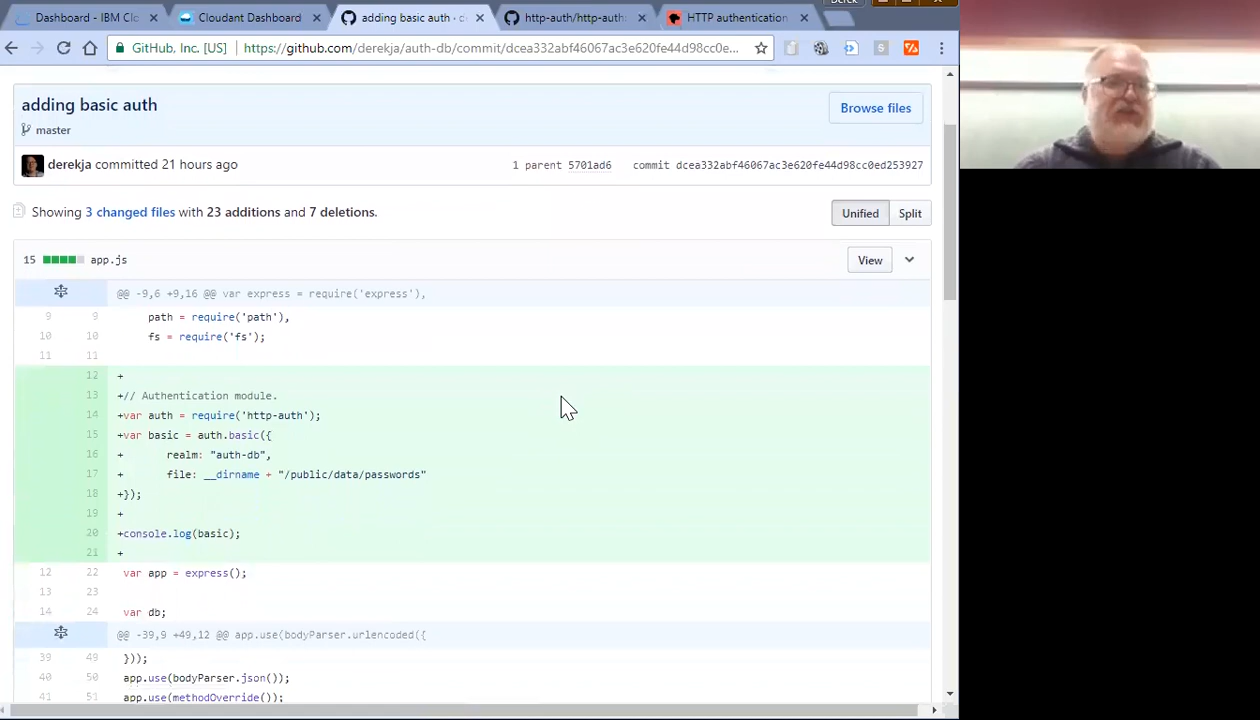 Derek
Dashboard - IBM Clo
Cloudant Dashboard
adding basic auth · d
http-auth/http-auth:
HTTP authentication
GitHub, Inc. [US]
https://github.com/derekja/auth-db/commit/dcea332abf46067ac3e620fe44d98cc0e...
adding basic auth
Browse files
master
derekja committed 21 hours ago
1 parent 5701ad6
commit dcea332abf46067ac3e620fe44d98cc0ed253927
Showing 3 changed files with 23 additions and 7 deletions.
Unified
Split
15
app.js
View
@@ -9,6 +9,16 @@ var express = require('express'),
9 9 path = require('path'),
10 10 fs = require('fs');
11 11
12 +
13 +// Authentication module.
14 +var auth = require('http-auth');
15 +var basic = auth.basic({
16 + realm: "auth-db",
17 + file: __dirname + "/public/data/passwords"
18 +});
19 +
20 +console.log(basic);
21 +
12 22 var app = express();
13 23
14 24 var db;
@@ -39,9 +49,12 @@ app.use(bodyParser.urlencoded({
39 49 }));
40 50 app.use(bodyParser.json());
41 51 app.use(methodOverride());